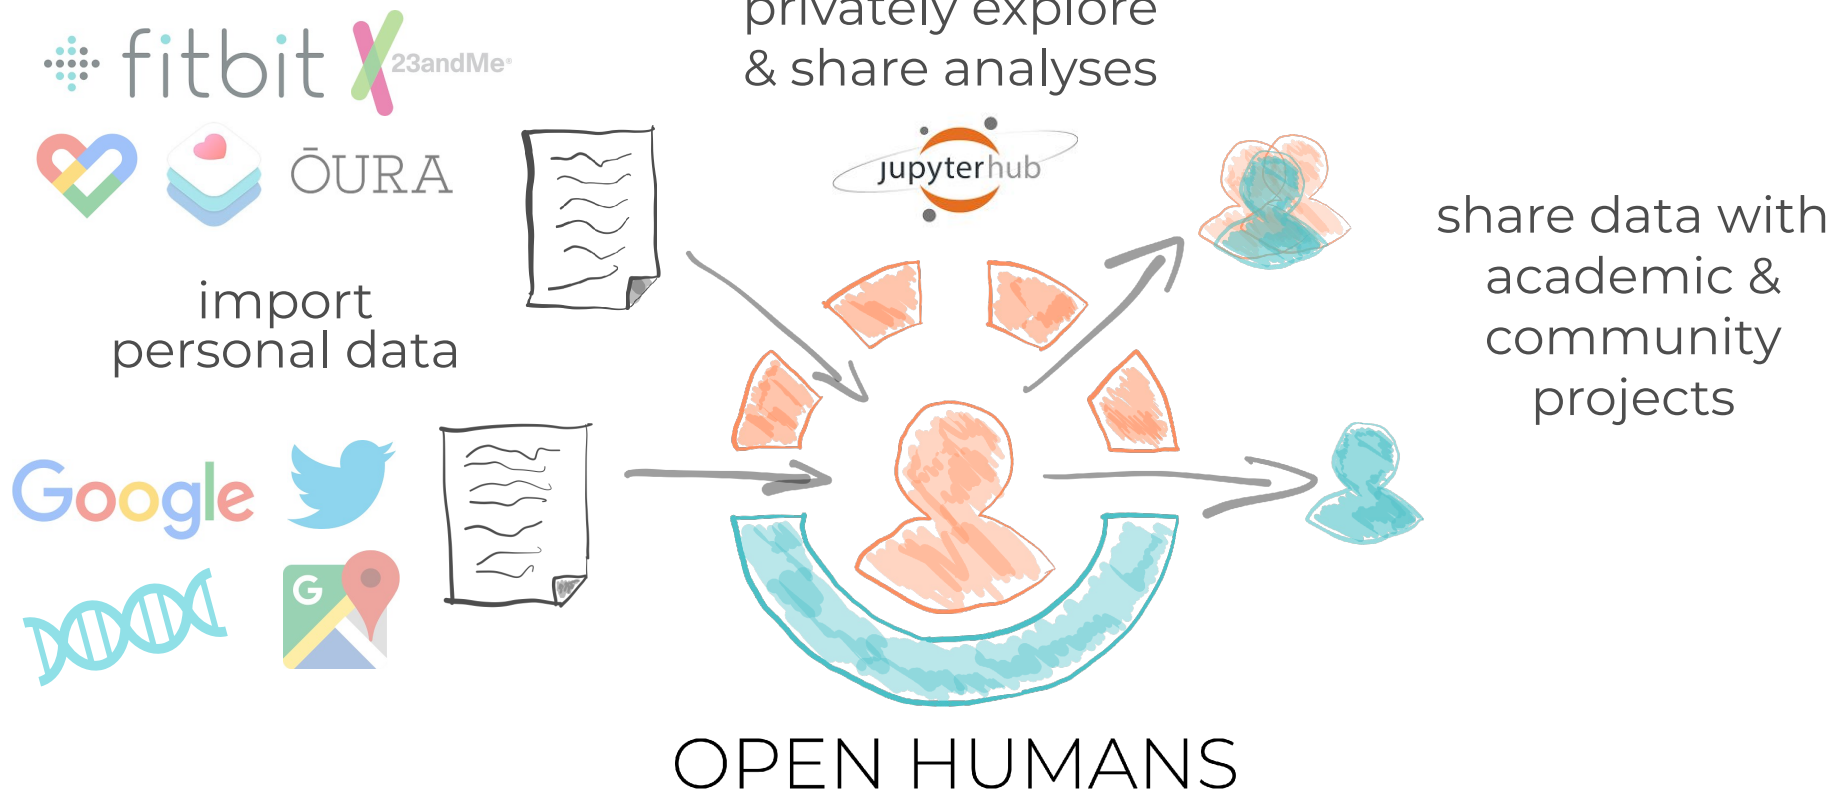 privately explore
& share analyses
fitbit
23andMe
ŌURA
jupyterhub
import
personal data
share data with
academic &
community
projects
Google
G
OPEN HUMANS